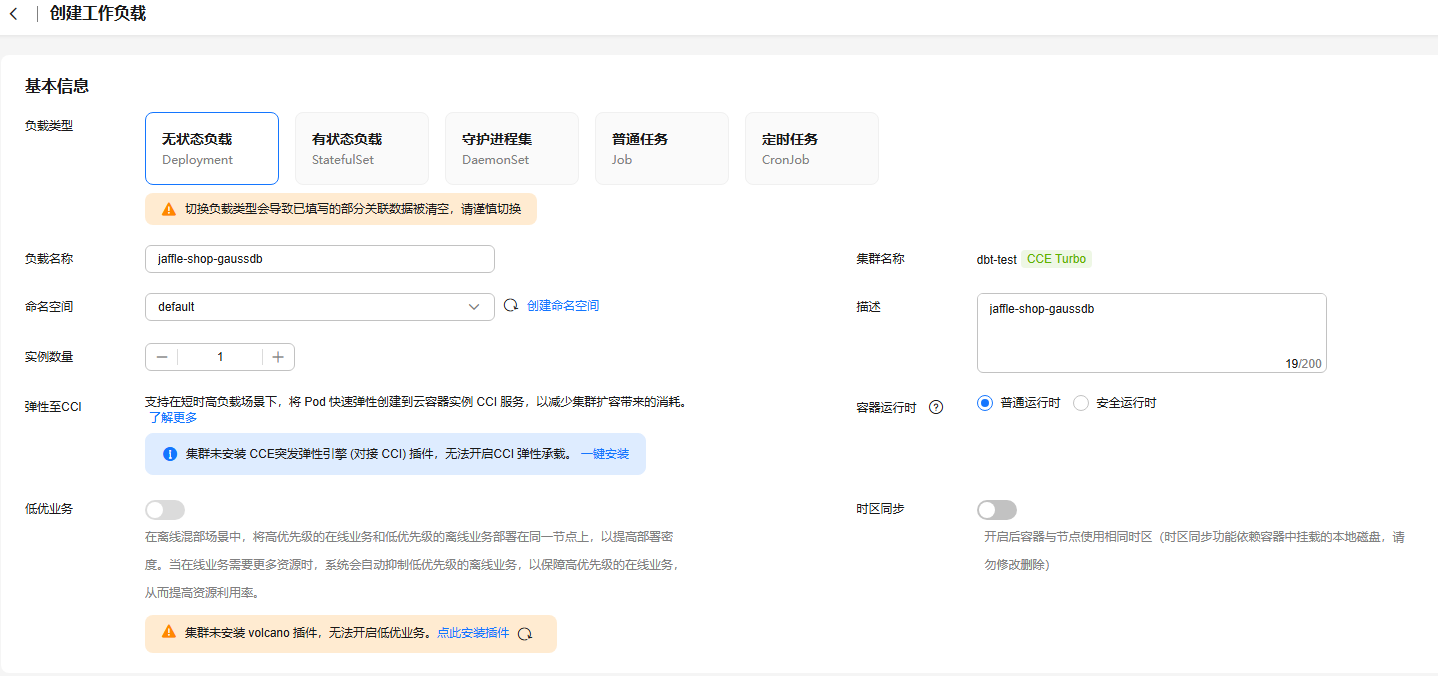 创建工作负载
基本信息
负载类型
无状态负载
Deployment
有状态负载
StatefulSet
守护进程集
DaemonSet
普通任务
Job
定时任务
CronJob
切换负载类型会导致已填写的部分关联数据被清空，请谨慎切换
负载名称
jaffle-shop-gaussdb
集群名称
dbt-test CCE Turbo
命名空间
default
创建命名空间
描述
jaffle-shop-gaussdb
19/200
实例数量
1
弹性至CCI
支持在短时高负载场景下，将 Pod 快速弹性创建到云容器实例 CCI 服务，以减少集群扩容带来的消耗。
了解更多
集群未安装 CCE突发弹性引擎 (对接 CCI) 插件，无法开启CCI 弹性承载。 一键安装
容器运行时 ?
普通运行时 安全运行时
低优业务
在离线混部场景中，将高优先级的在线业务和低优先级的离线业务部署在同一节点上，以提高部署密
度。当在线业务需要更多资源时，系统会自动抑制低优先级的离线业务，以保障高优先级的在线业务，
从而提高资源利用率。
集群未安装 volcano 插件，无法开启低优业务。点此安装插件
时区同步
开启后容器与节点使用相同时区（时区同步功能依赖容器中挂载的本地磁盘，请
勿修改删除）